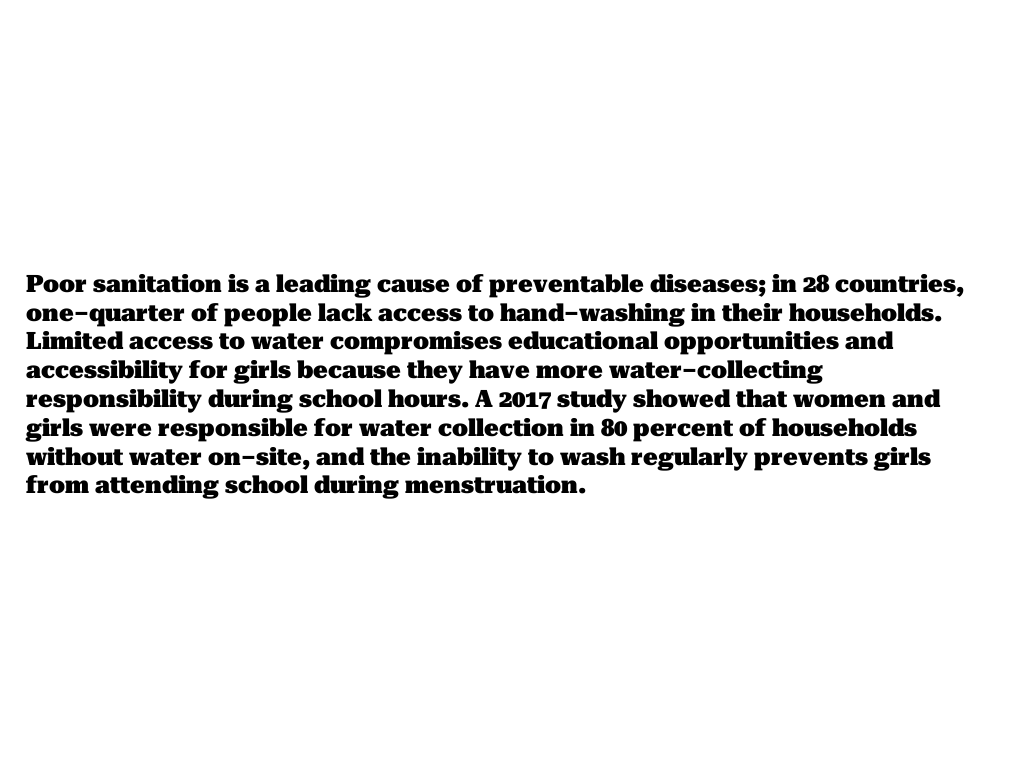 Poor sanitation is a leading cause of preventable diseases; in 28 countries,
one-quarter of people lack access to hand-washing in their households.
Limited access to water compromises educational opportunities and
accessibility for girls because they have more water-collecting
responsibility during school hours. A 2017 study showed that women and
girls were responsible for water collection in 80 percent of households
without water on-site, and the inability to wash regularly prevents girls
from attending school during menstruation.